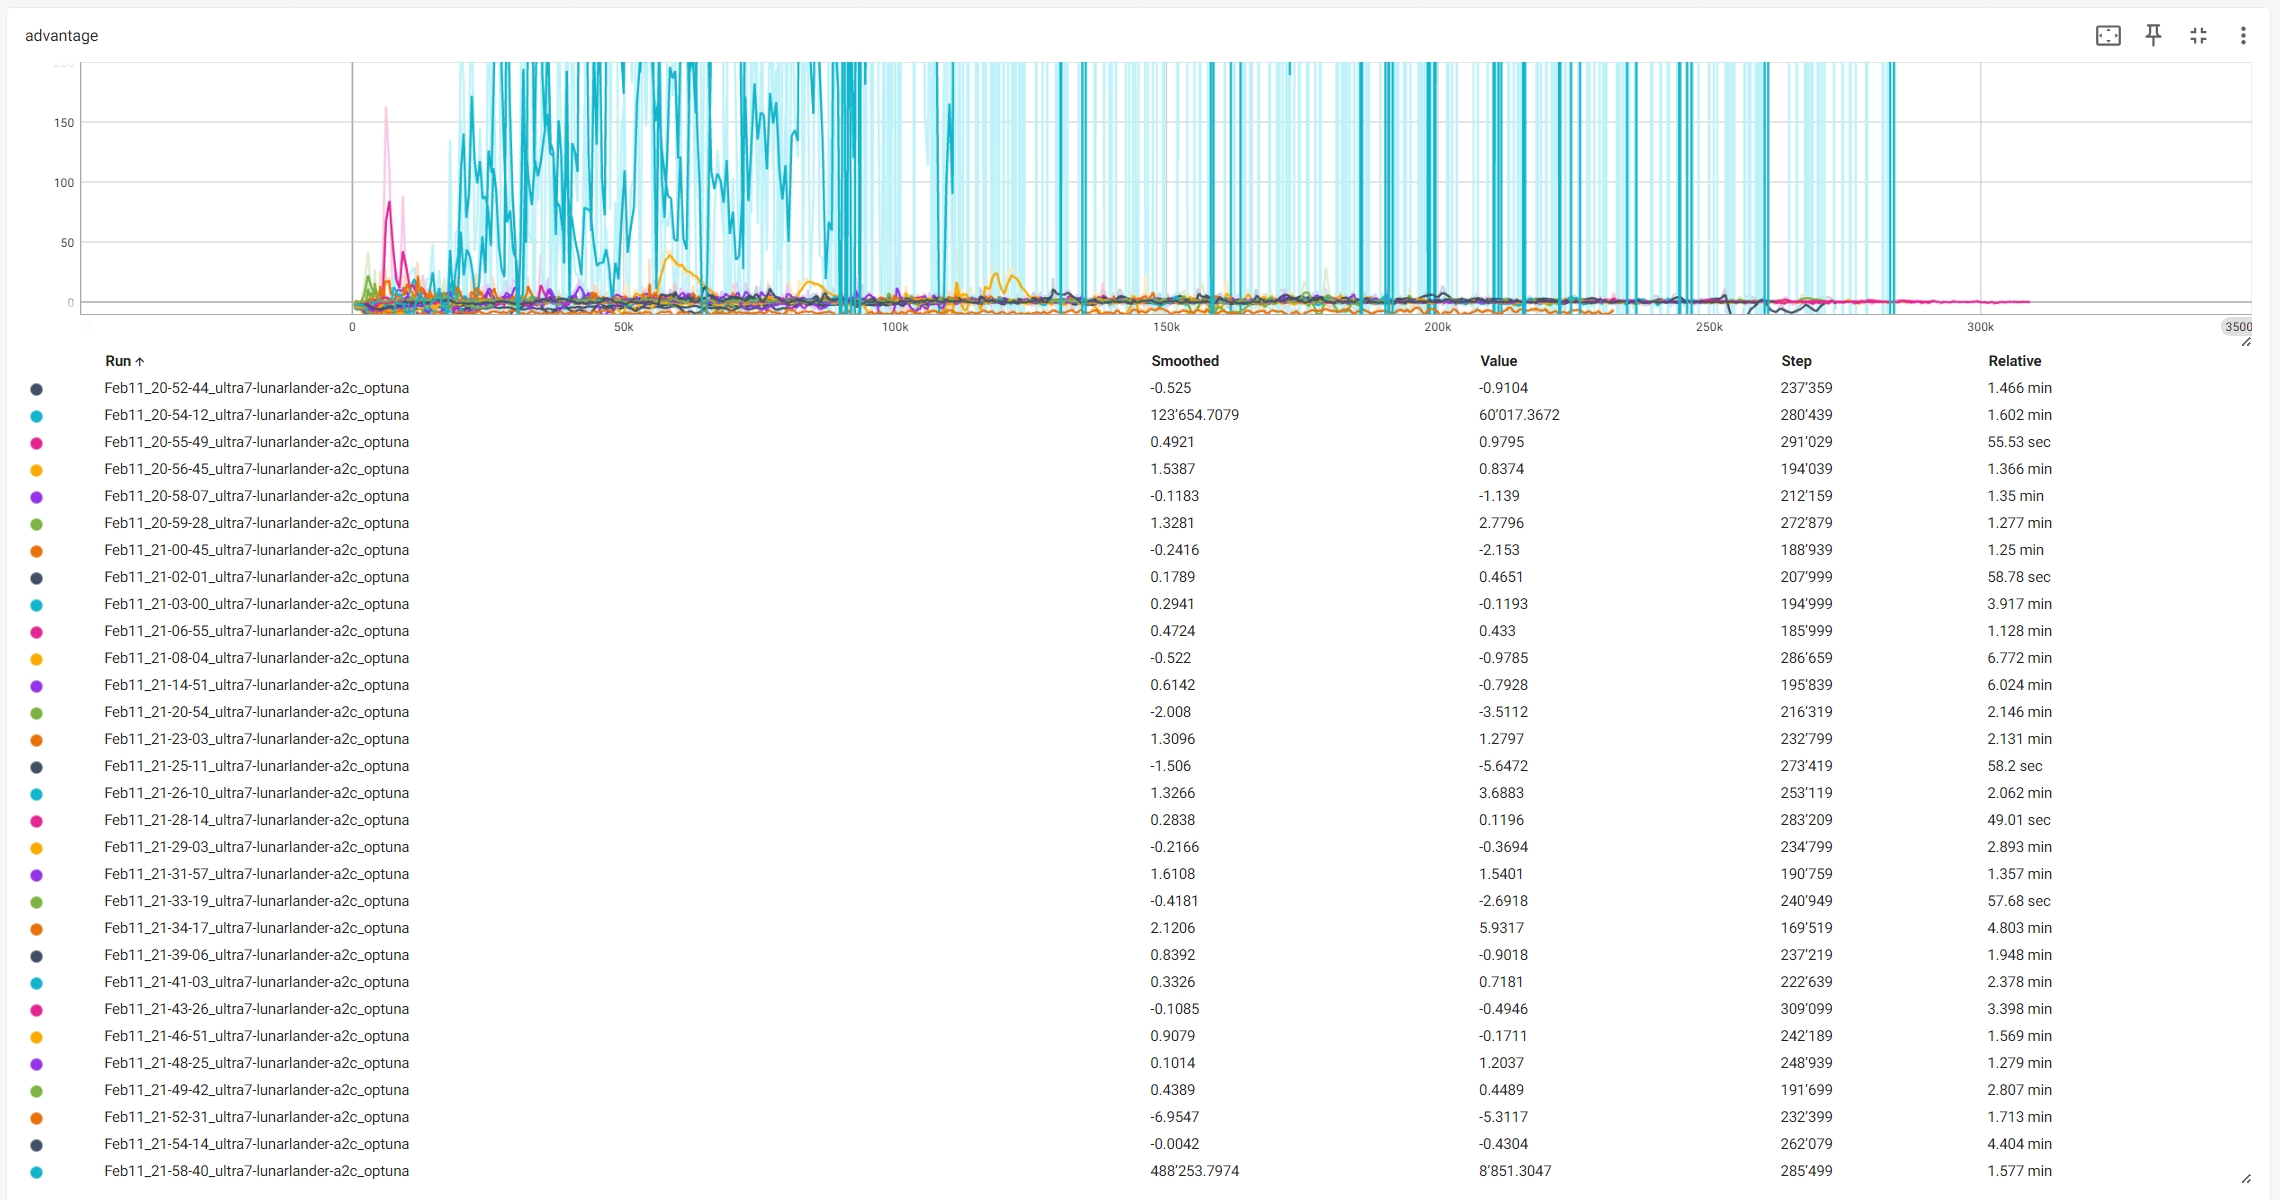 advantage
150
100
50
0
0 50k 100k 150k 200k 250k 300k 3500
Run Smoothed Value Step Relative
Feb11_20-52-44_ultra7-lunarlander-a2c_optuna -0.525 -0.9104 237’359 1.466 min
Feb11_20-54-12_ultra7-lunarlander-a2c_optuna 123’654.7079 60’017.3672 280’439 1.602 min
Feb11_20-55-49_ultra7-lunarlander-a2c_optuna 0.4921 0.9795 291’029 55.53 sec
Feb11_20-56-45_ultra7-lunarlander-a2c_optuna 1.5387 0.8374 194’039 1.366 min
Feb11_20-58-07_ultra7-lunarlander-a2c_optuna -0.1183 -1.139 212’159 1.35 min
Feb11_20-59-28_ultra7-lunarlander-a2c_optuna 1.3281 2.7796 272’879 1.277 min
Feb11_21-00-45_ultra7-lunarlander-a2c_optuna -0.2416 -2.153 188’939 1.25 min
Feb11_21-02-01_ultra7-lunarlander-a2c_optuna 0.1789 0.4651 207’999 58.78 sec
Feb11_21-03-00_ultra7-lunarlander-a2c_optuna 0.2941 -0.1193 194’999 3.917 min
Feb11_21-06-55_ultra7-lunarlander-a2c_optuna 0.4724 0.433 185’999 1.128 min
Feb11_21-08-04_ultra7-lunarlander-a2c_optuna -0.522 -0.9785 286’659 6.772 min
Feb11_21-14-51_ultra7-lunarlander-a2c_optuna 0.6142 -0.7928 195’839 6.024 min
Feb11_21-20-54_ultra7-lunarlander-a2c_optuna -2.008 -3.5112 216’319 2.146 min
Feb11_21-23-03_ultra7-lunarlander-a2c_optuna 1.3096 1.2797 232’799 2.131 min
Feb11_21-25-11_ultra7-lunarlander-a2c_optuna -1.506 -5.6472 273’419 58.2 sec
Feb11_21-26-10_ultra7-lunarlander-a2c_optuna 1.3266 3.6883 253’119 2.062 min
Feb11_21-28-14_ultra7-lunarlander-a2c_optuna 0.2838 0.1196 283’209 49.01 sec
Feb11_21-29-03_ultra7-lunarlander-a2c_optuna -0.2166 -0.3694 234’799 2.893 min
Feb11_21-31-57_ultra7-lunarlander-a2c_optuna 1.6108 1.5401 190’759 1.357 min
Feb11_21-33-19_ultra7-lunarlander-a2c_optuna -0.4181 -2.6918 240’949 57.68 sec
Feb11_21-34-17_ultra7-lunarlander-a2c_optuna 2.1206 5.9317 169’519 4.803 min
Feb11_21-39-06_ultra7-lunarlander-a2c_optuna 0.8392 -0.9018 237’219 1.948 min
Feb11_21-41-03_ultra7-lunarlander-a2c_optuna 0.3326 0.7181 222’639 2.378 min
Feb11_21-43-26_ultra7-lunarlander-a2c_optuna -0.1085 -0.4946 309’099 3.398 min
Feb11_21-46-51_ultra7-lunarlander-a2c_optuna 0.9079 -0.1711 242’189 1.569 min
Feb11_21-48-25_ultra7-lunarlander-a2c_optuna 0.1014 1.2037 248’939 1.279 min
Feb11_21-49-42_ultra7-lunarlander-a2c_optuna 0.4389 0.4489 191’699 2.807 min
Feb11_21-52-31_ultra7-lunarlander-a2c_optuna -6.9547 -5.3117 232’399 1.713 min
Feb11_21-54-14_ultra7-lunarlander-a2c_optuna -0.0042 -0.4304 262’079 4.404 min
Feb11_21-58-40_ultra7-lunarlander-a2c_optuna 488’253.7974 8’851.3047 285’499 1.577 min